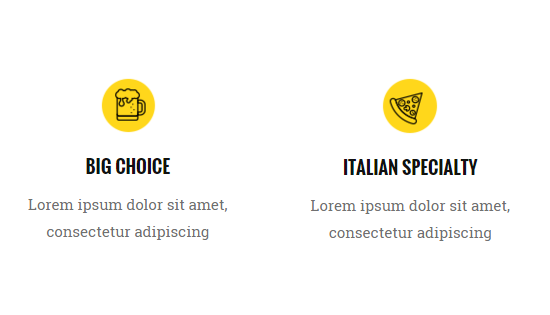 BIG CHOICE
Lorem ipsum dolor sit amet,
consectetur adipiscing
ITALIAN SPECIALTY
Lorem ipsum dolor sit amet,
consectetur adipiscing